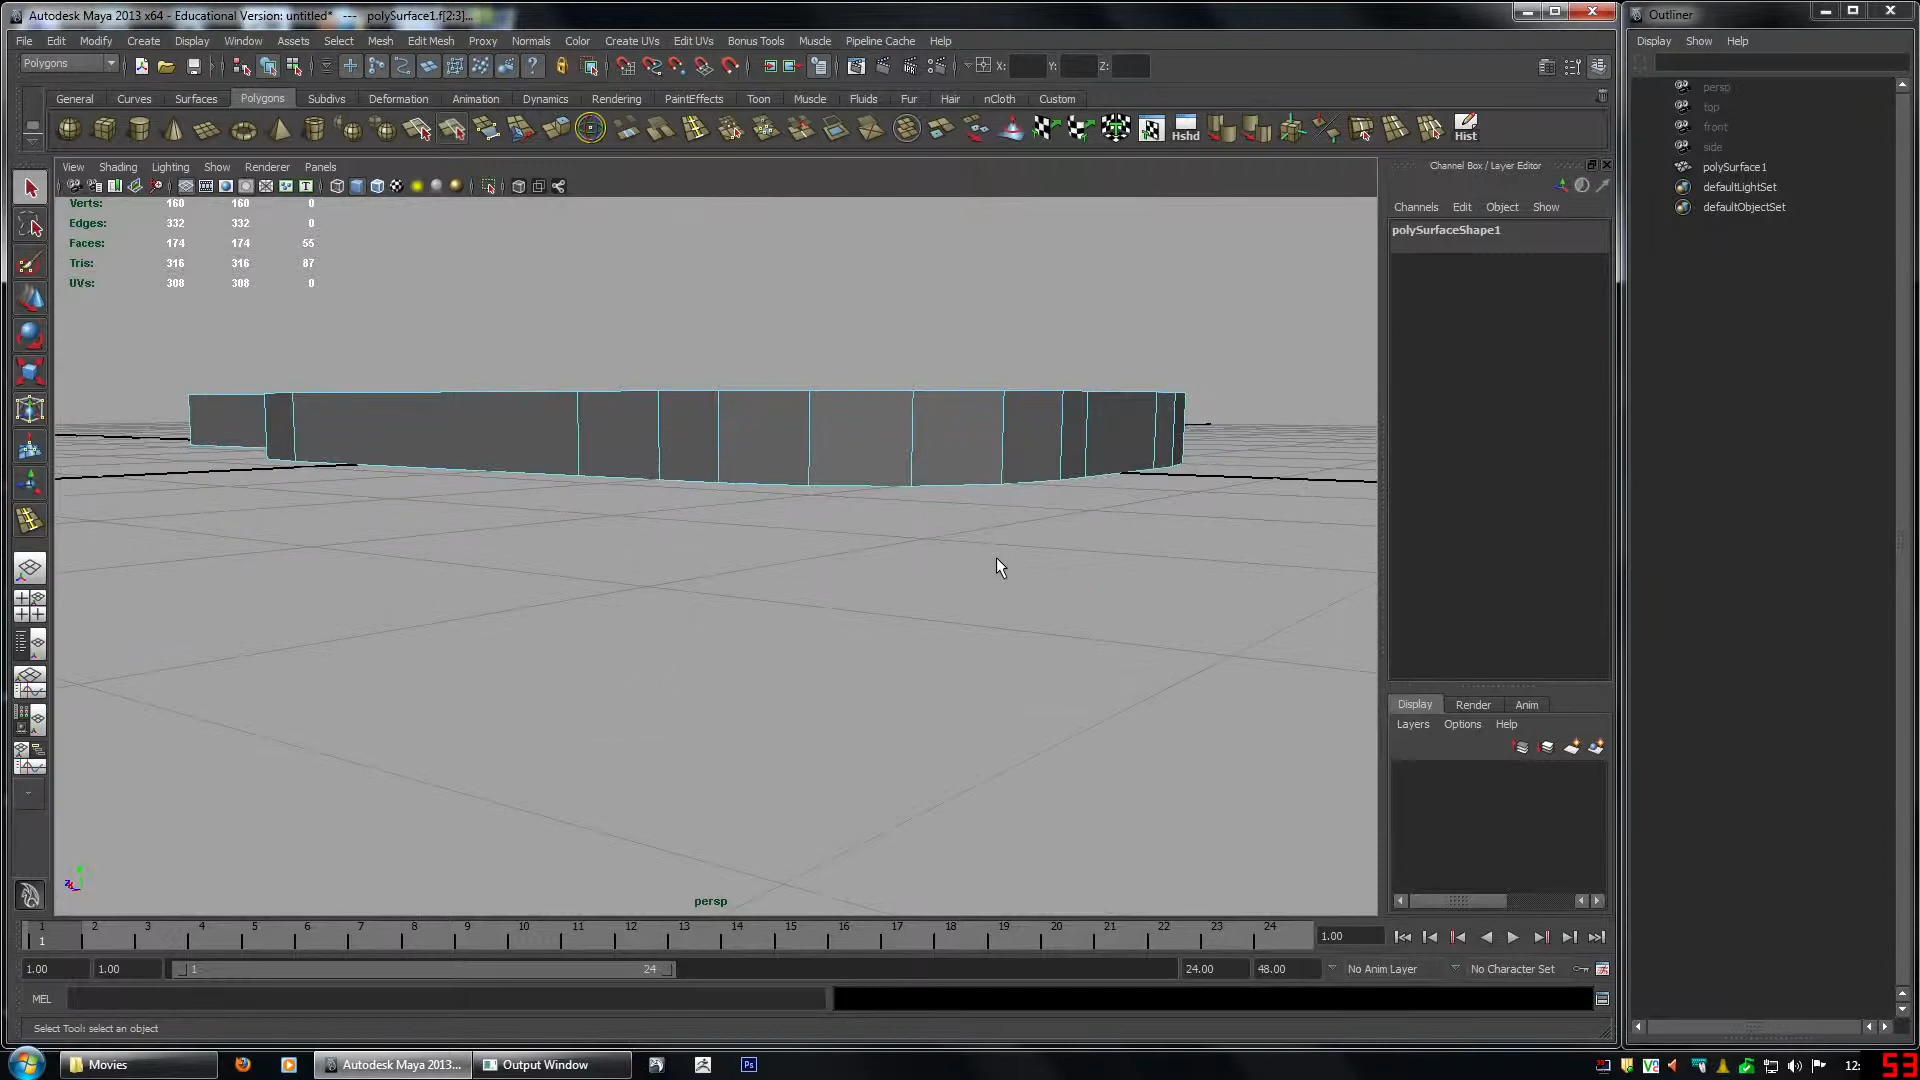 Autodesk Maya 2013 x64 - Educational Version: untitled*   ---   polySurface1.f[2:3]...
Outliner
File Edit Modify Create Display Window Assets Select Mesh Edit Mesh Proxy Normals Color Create UVs Edit UVs Bonus Tools Muscle Pipeline Cache Help
Display Show Help
Polygons
X: Y: Z:
General Curves Surfaces Polygons Subdivs Deformation Animation Dynamics Rendering PaintEffects Toon Muscle Fluids Fur Hair nCloth Custom
Hshd Hist
View Shading Lighting Show Renderer Panels
Channel Box / Layer Editor
Channels Edit Object Show
polySurfaceShape1
persp
top
front
side
polySurface1
defaultLightSet
defaultObjectSet
Verts: 160 160 0
Edges: 332 332 0
Faces: 174 174 55
Tris: 316 316 87
UVs: 308 308 0
persp
Display Render Anim
Layers Options Help
1 2 3 4 5 6 7 8 9 10 11 12 13 14 15 16 17 18 19 20 21 22 23 24
1
1.00
1.00 1.00 1 24 24.00 48.00 No Anim Layer No Character Set
MEL
Select Tool: select an object
Movies Autodesk Maya 2013... Output Window Ps 12: 53